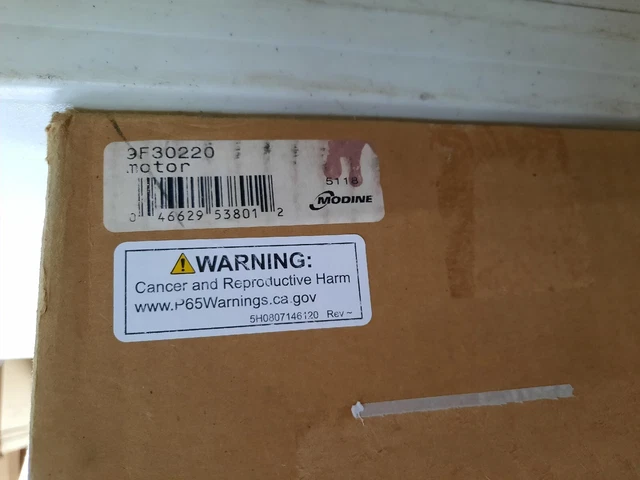 9F30220
motor
5118
MODINE
0 46629 53801 2
WARNING:
Cancer and Reproductive Harm
www.P65Warnings.ca.gov
5H0807146120 Rev –